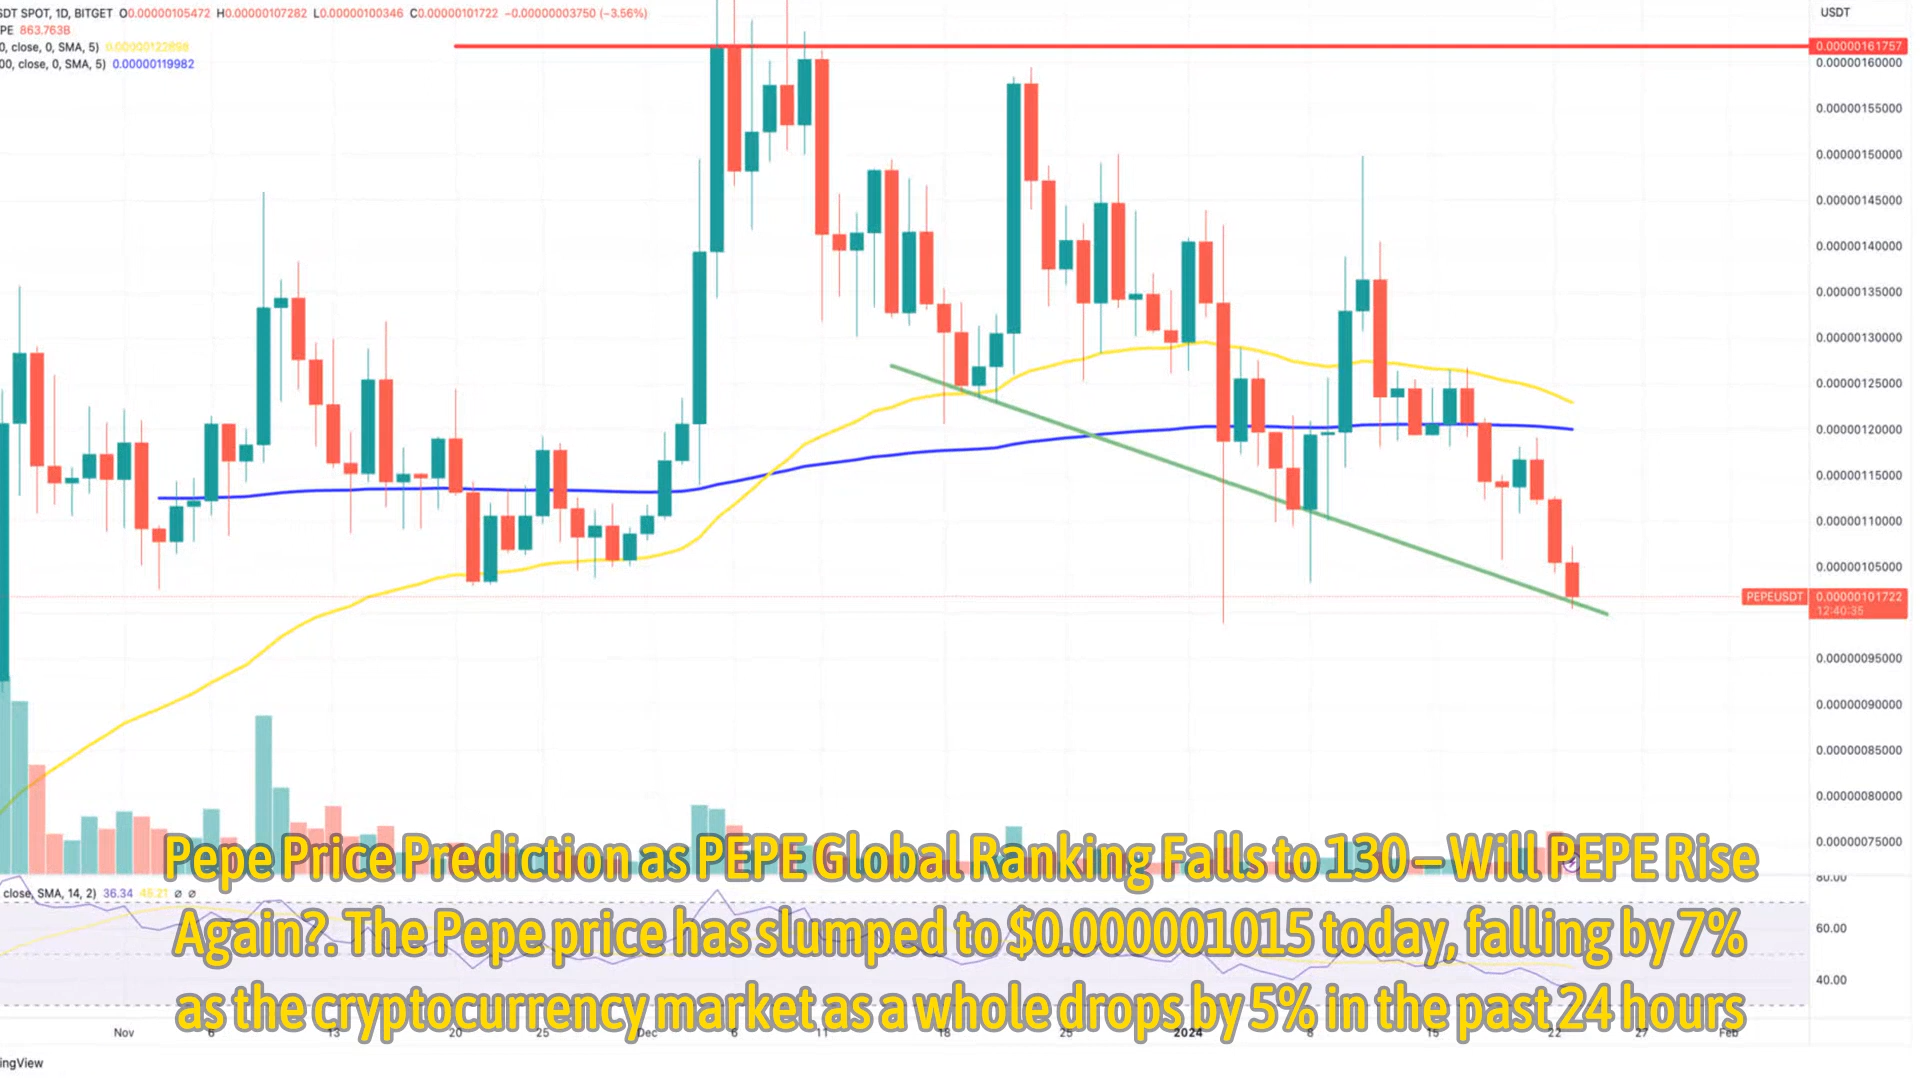 SDT SPOT, 1D, BITGET O0.00000105472 H0.00000107282 L0.00000100346 C0.00000101722 −0.00000003750 (−3.56%)
PE 863.763B
0, close, 0, SMA, 5) 0.00000122898
00, close, 0, SMA, 5) 0.00000119982
USDT
0.00000161757
0.00000160000
0.00000155000
0.00000150000
0.00000145000
0.00000140000
0.00000135000
0.00000130000
0.00000125000
0.00000120000
0.00000115000
0.00000110000
0.00000105000
PEPEUSDT 0.00000101722
12:40:35
0.00000095000
0.00000090000
0.00000085000
0.00000080000
0.00000075000
Pepe Price Prediction as PEPE Global Ranking Falls to 130 – Will PEPE Rise
80.00
close, SMA, 14, 2) 36.34 45.21 ø ø
Again?. The Pepe price has slumped to $0.000001015 today, falling by 7%
60.00
40.00
as the cryptocurrency market as a whole drops by 5% in the past 24 hours
Nov 6 13 20 25 Dec 6 11 18 25 2024 8 15 22 27 Feb
ingView